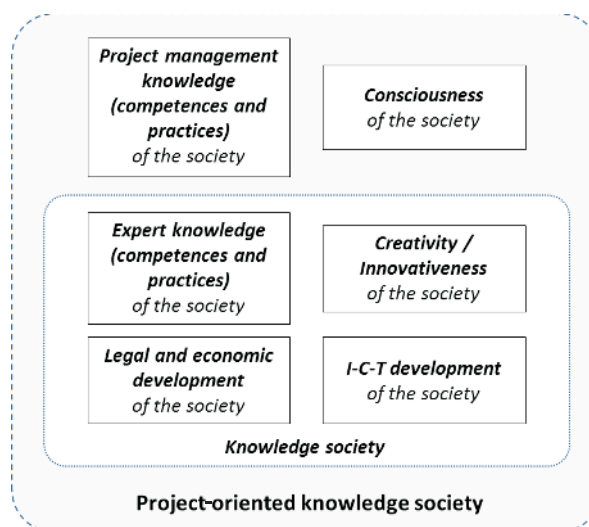 Project management
knowledge
(competences and
practices)
of the society
Consciousness
of the society
Expert knowledge
(competences and
practices)
of the society
Creativity /
Innovativeness
of the society
Legal and economic
development
of the society
I-C-T development
of the society
Knowledge society
Project-oriented knowledge society